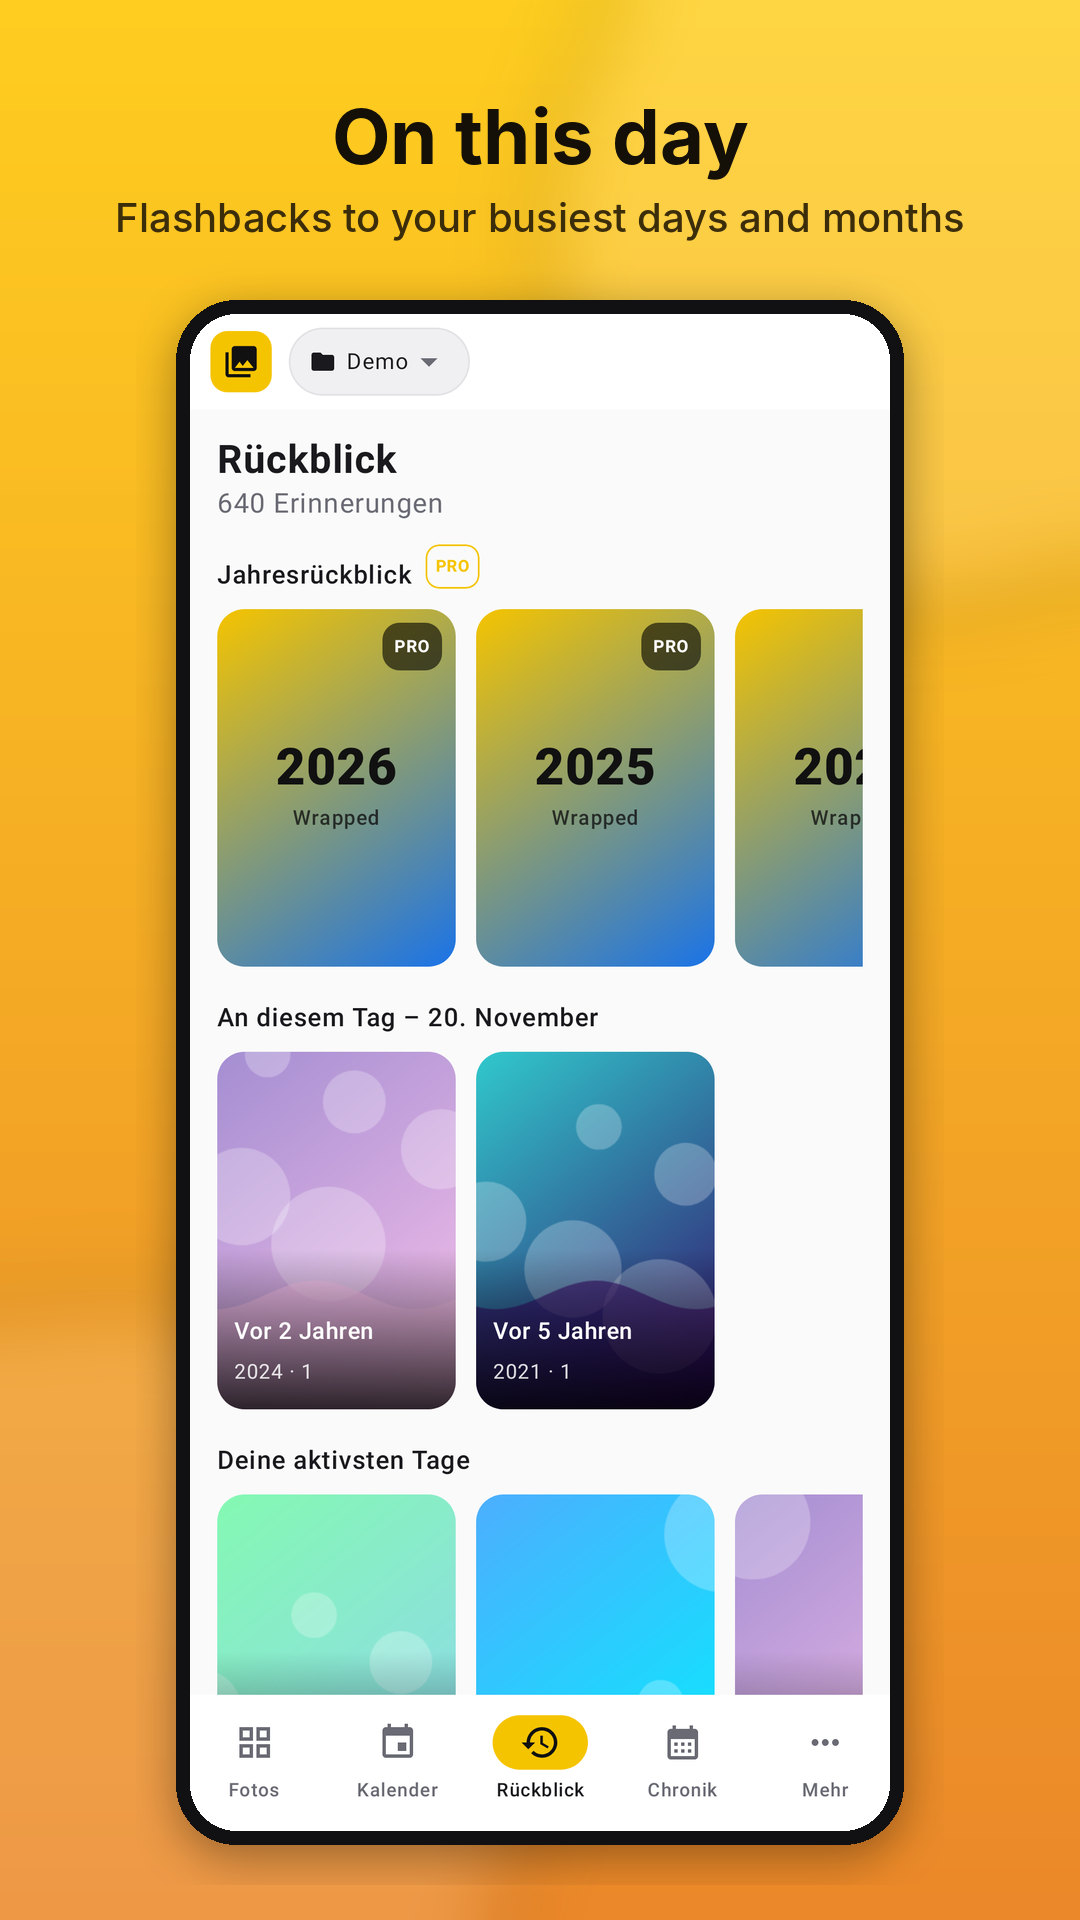 On this day
Flashbacks to your busiest days and months
Demo
Rückblick
640 Erinnerungen
Jahresrückblick PRO
PRO PRO
2026 2025 202
Wrapped Wrapped Wrap
An diesem Tag – 20. November
Vor 2 Jahren Vor 5 Jahren
2024 · 1 2021 · 1
Deine aktivsten Tage
Fotos Kalender Rückblick Chronik Mehr